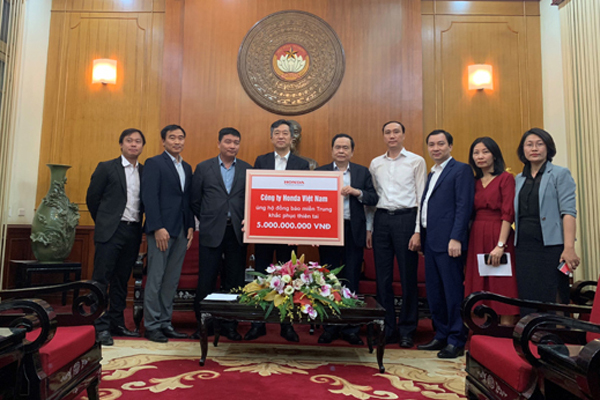 HONDA
Công ty Honda Việt Nam
ủng hộ đồng bào miền Trung
khắc phục thiên tai
5.000.000.000 VNĐ